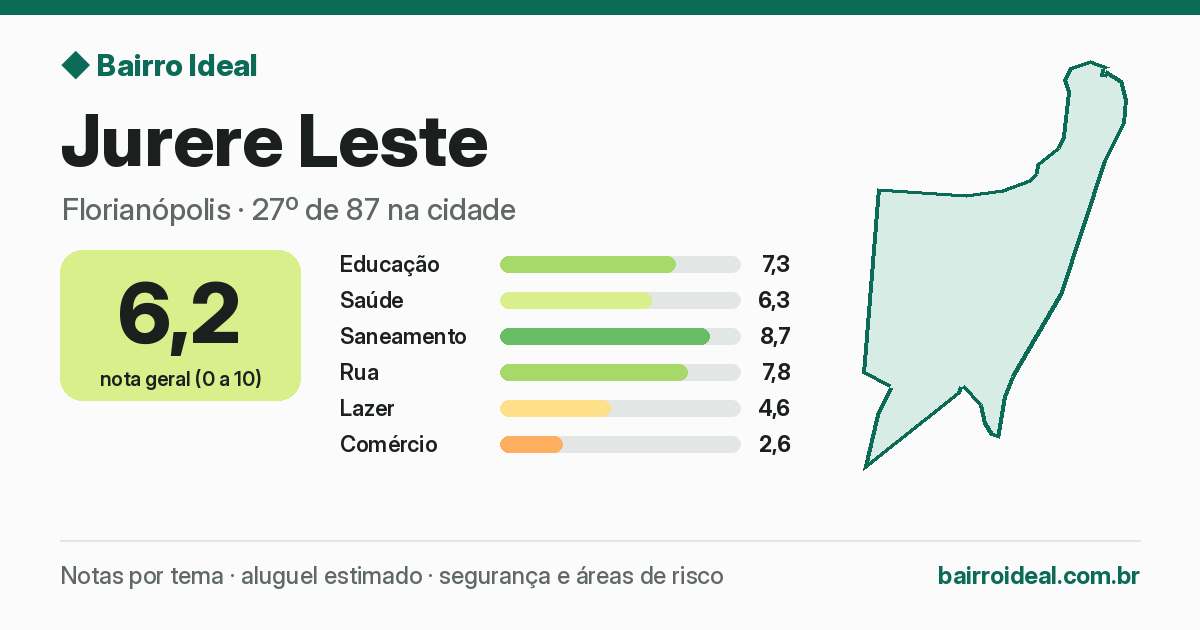 Bairro Ideal
Jurere Leste
Florianópolis · 27º de 87 na cidade
6,2
nota geral (0 a 10)
Educação 7,3
Saúde 6,3
Saneamento 8,7
Rua 7,8
Lazer 4,6
Comércio 2,6
Notas por tema · aluguel estimado · segurança e áreas de risco
bairroideal.com.br